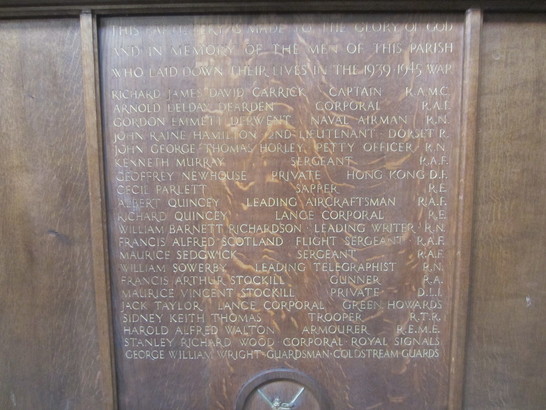 THIS PANELLING WAS MADE TO THE GLORY OF GOD
AND IN MEMORY OF THE MEN OF THIS PARISH
WHO LAID DOWN THEIR LIVES IN THE 1939-1945 WAR
RICHARD JAMES DAVID CARRICK CAPTAIN R.A.M.C.
ARNOLD DEARDEN CORPORAL R.A.F.
GORDON EMMETT DERWENT NAVAL AIRMAN R.N.
JOHN RAINE HAMILTON 2ND LIEUTENANT DORSET R.
JOHN GEORGE THOMAS HORLEY PETTY OFFICER R.N.
KENNETH MURRAY SERGEANT R.A.F.
GEOFFREY NEWHOUSE PRIVATE HONG KONG D.F.
CECIL PARLETT SAPPER R.E.
ALBERT QUINCEY LEADING AIRCRAFTSMAN R.A.F.
RICHARD QUINCEY LANCE CORPORAL R.E.
WILLIAM BARNETT RICHARDSON LEADING WRITER R.N.
FRANCIS ALFRED SCOTLAND FLIGHT SERGEANT R.A.F.
MAURICE SEDGWICK SERGEANT R.A.F.
WILLIAM SOWERBY LEADING TELEGRAPHIST R.N.
FRANCIS ARTHUR STOCKILL GUNNER R.A.
MAURICE VINCENT STOCKILL PRIVATE D.L.I.
JACK TAYLOR LANCE CORPORAL GREEN HOWARDS
SIDNEY KEITH THOMAS TROOPER R.T.R.
HAROLD ALFRED WALTON ARMOURER R.E.M.E.
STANLEY RICHARD WOOD CORPORAL ROYAL SIGNALS
GEORGE WILLIAM WRIGHT GUARDSMAN COLDSTREAM GUARDS